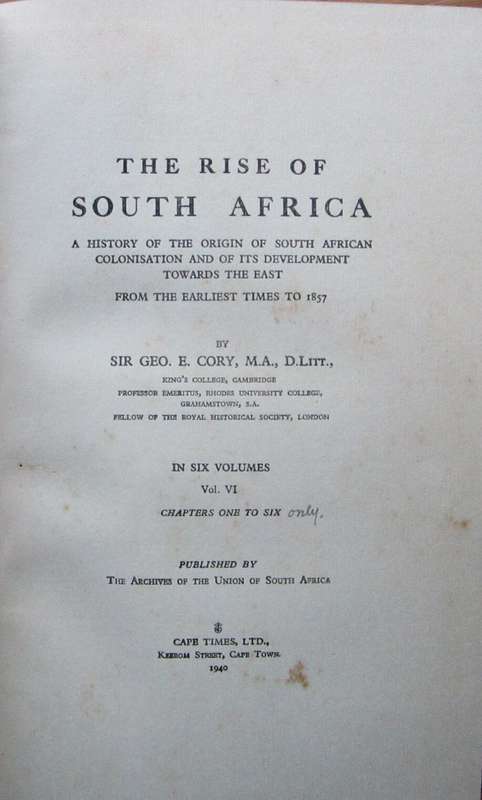 THE RISE OF
SOUTH AFRICA
A HISTORY OF THE ORIGIN OF SOUTH AFRICAN
COLONISATION AND OF ITS DEVELOPMENT
TOWARDS THE EAST
FROM THE EARLIEST TIMES TO 1857
BY
SIR GEO. E. CORY, M.A., D.LITT.,
KING'S COLLEGE, CAMBRIDGE
PROFESSOR EMERITUS, RHODES UNIVERSITY COLLEGE,
GRAHAMSTOWN, S.A.
FELLOW OF THE ROYAL HISTORICAL SOCIETY, LONDON
IN SIX VOLUMES
Vol. VI
CHAPTERS ONE TO SIX only.
PUBLISHED BY
THE ARCHIVES OF THE UNION OF SOUTH AFRICA
CAPE TIMES, LTD.,
KEEROM STREET, CAPE TOWN.
1940